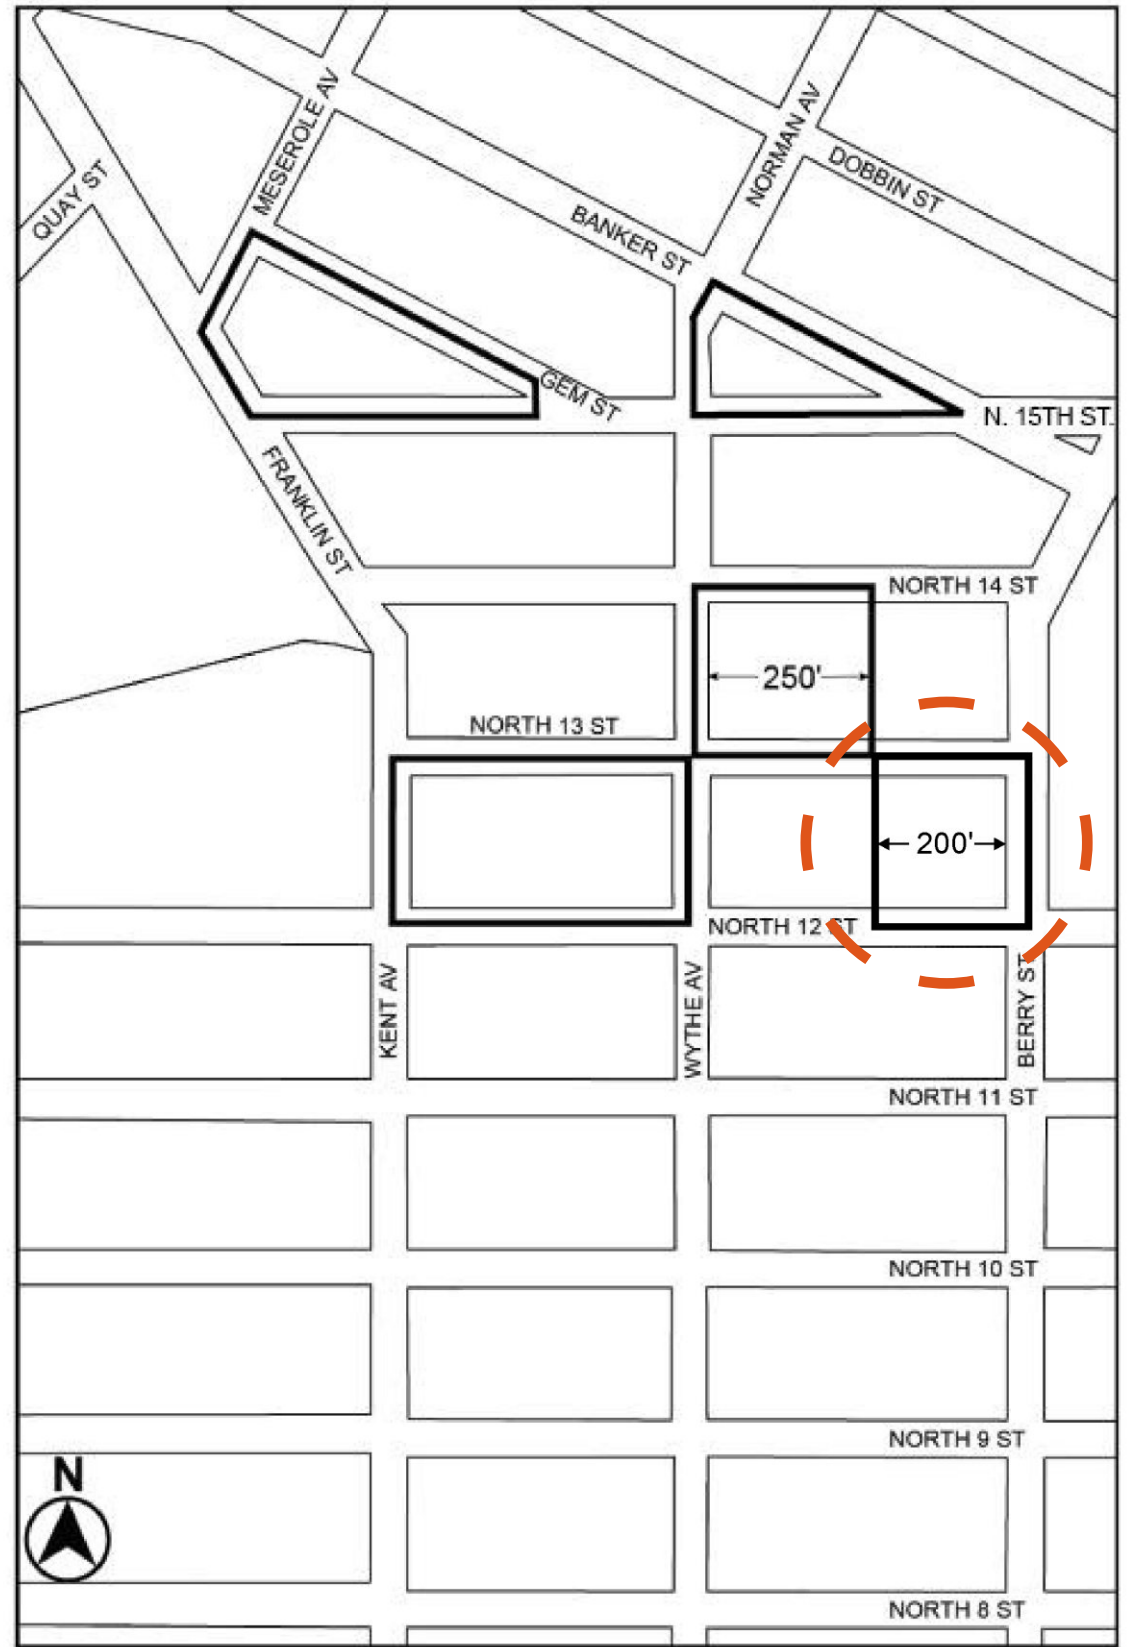 MESEROLE AV
NORMAN AV
QUAY ST
DOBBIN ST
BANKER ST
GEM ST
N. 15TH ST.
FRANKLIN ST
NORTH 14 ST
250'
NORTH 13 ST
200'
NORTH 12 ST
KENT AV
WYTHE AV
BERRY ST
NORTH 11 ST
NORTH 10 ST
NORTH 9 ST
N
NORTH 8 ST